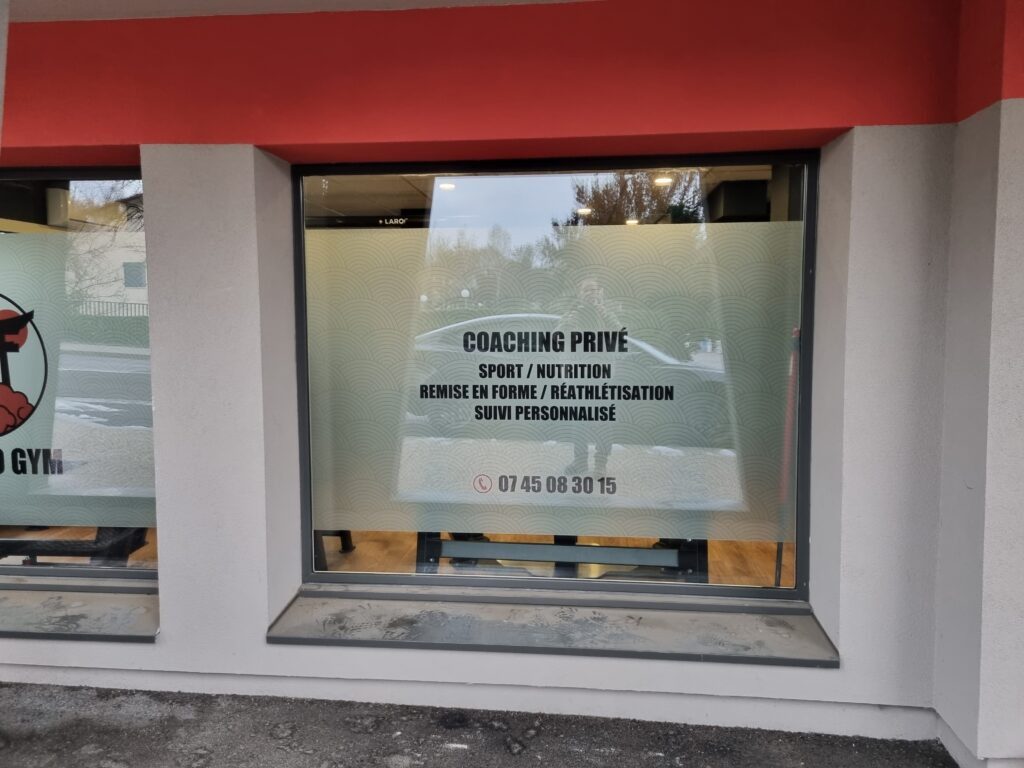 COACHING PRIVÉ
SPORT / NUTRITION
REMISE EN FORME / RÉATHLÉTISATION
SUIVI PERSONNALISÉ
07 45 08 30 15
GYM